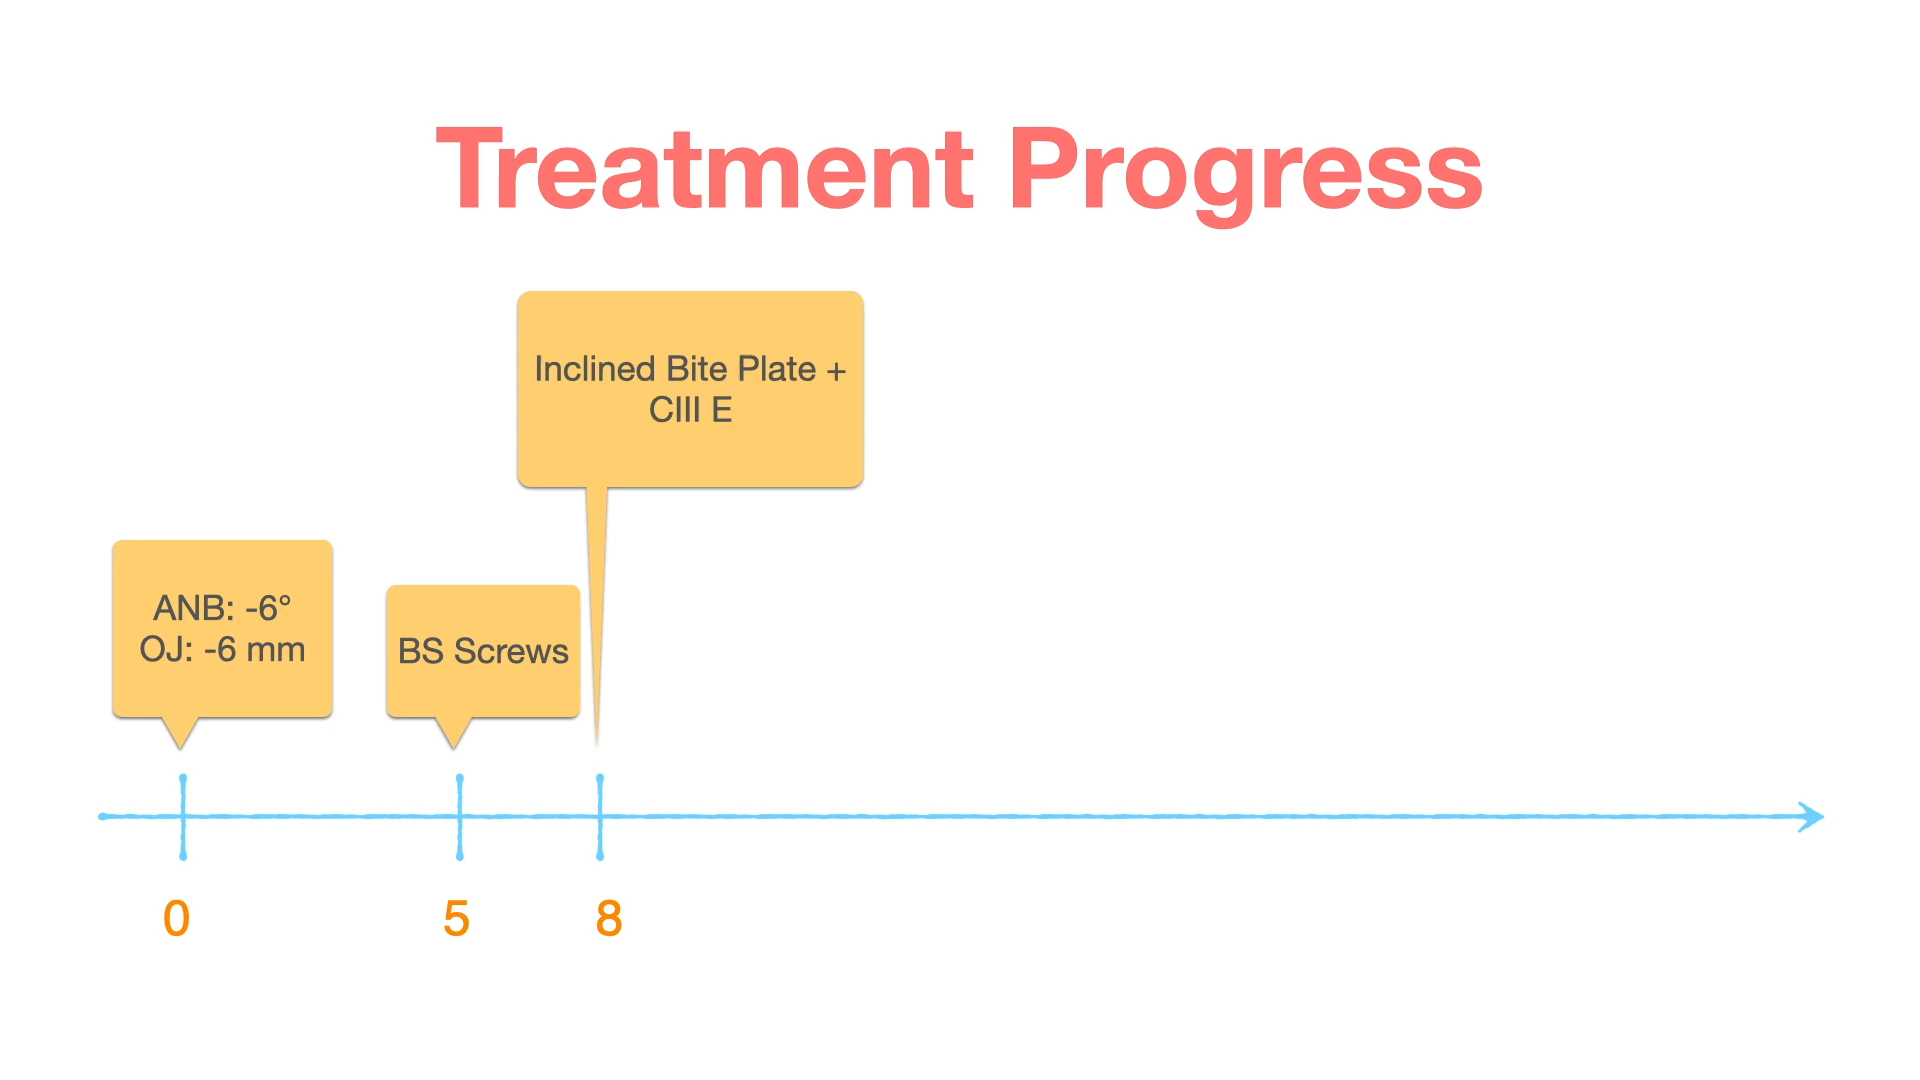 Treatment Progress
Inclined Bite Plate +
CIII E
ANB: -6°
OJ: -6 mm
BS Screws
0
5
8